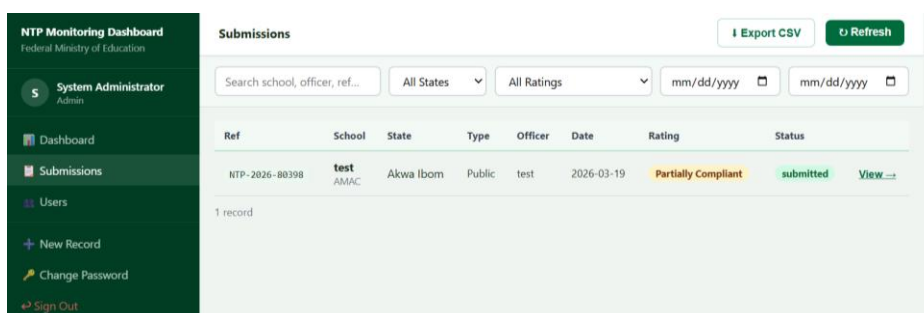 NTP Monitoring Dashboard
Federal Ministry of Education
S
System Administrator
Admin
Dashboard
Submissions
Users
New Record
Change Password
Sign Out
Submissions
Export CSV
Refresh
Search school, officer, ref...
All States
All Ratings
mm/dd/yyyy
mm/dd/yyyy
Ref School State Type Officer Date Rating Status
NTP-2026-80398 test AMAC Akwa Ibom Public test 2026-03-19 Partially Compliant submitted View →
1 record